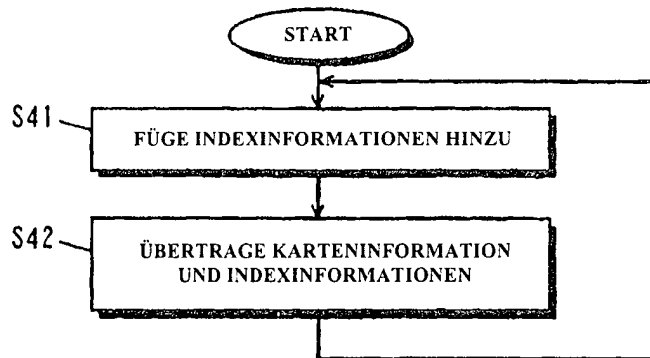 START
S41
FÜGE INDEXINFORMATIONEN HINZU
S42
ÜBERTRAGE KARTENINFORMATION
UND INDEXINFORMATIONEN